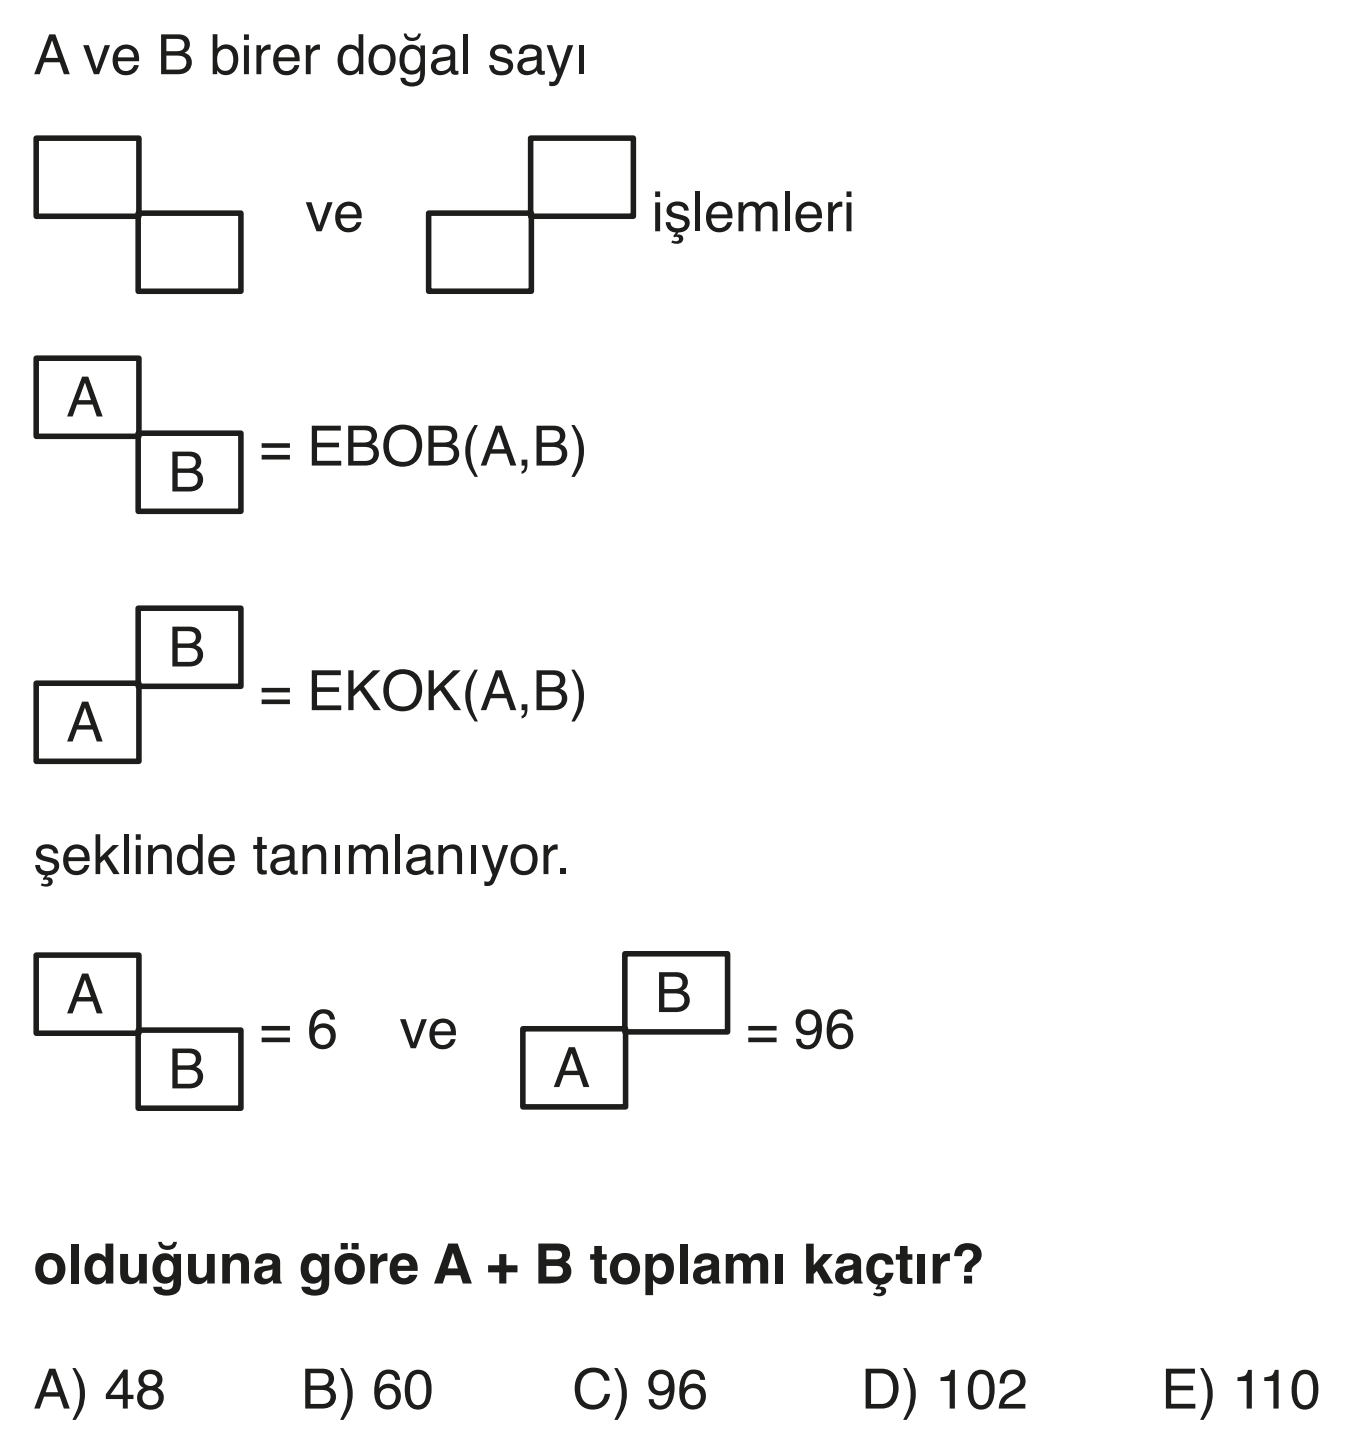 A ve B birer doğal sayı
ve işlemleri
A
B = EBOB(A,B)
B
A = EKOK(A,B)
şeklinde tanımlanıyor.
A B = 6 ve A B = 96
olduğuna göre A + B toplamı kaçtır?
A) 48 B) 60 C) 96 D) 102 E) 110